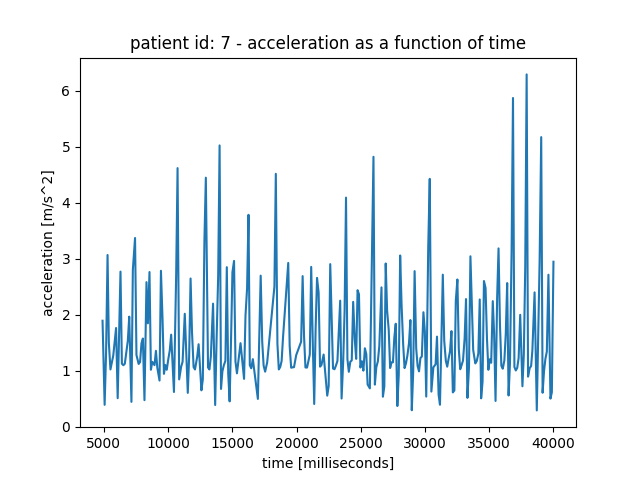 patient id: 7 - acceleration as a function of time
acceleration [m/s^2]
6
5
4
3
2
1
0
5000 10000 15000 20000 25000 30000 35000 40000
time [milliseconds]